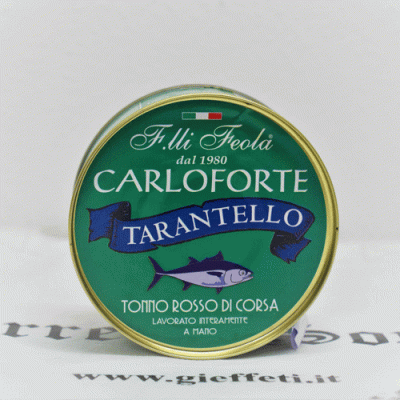 F.lli Feola
dal 1980
CARLOFORTE
TARANTELLO
TONNO ROSSO DI CORSA
LAVORATO INTERAMENTE
A MANO
www.gieffeti.it